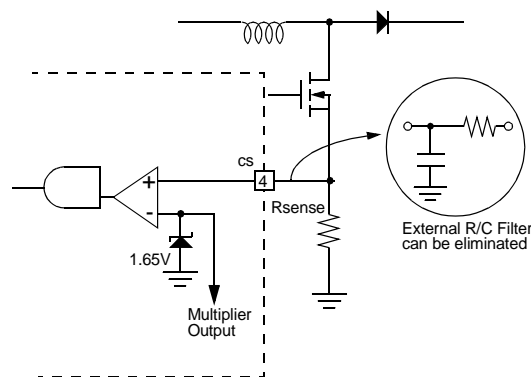 cs
4
+
-
Rsense
1.65V
Multiplier
Output
External R/C Filter
can be eliminated